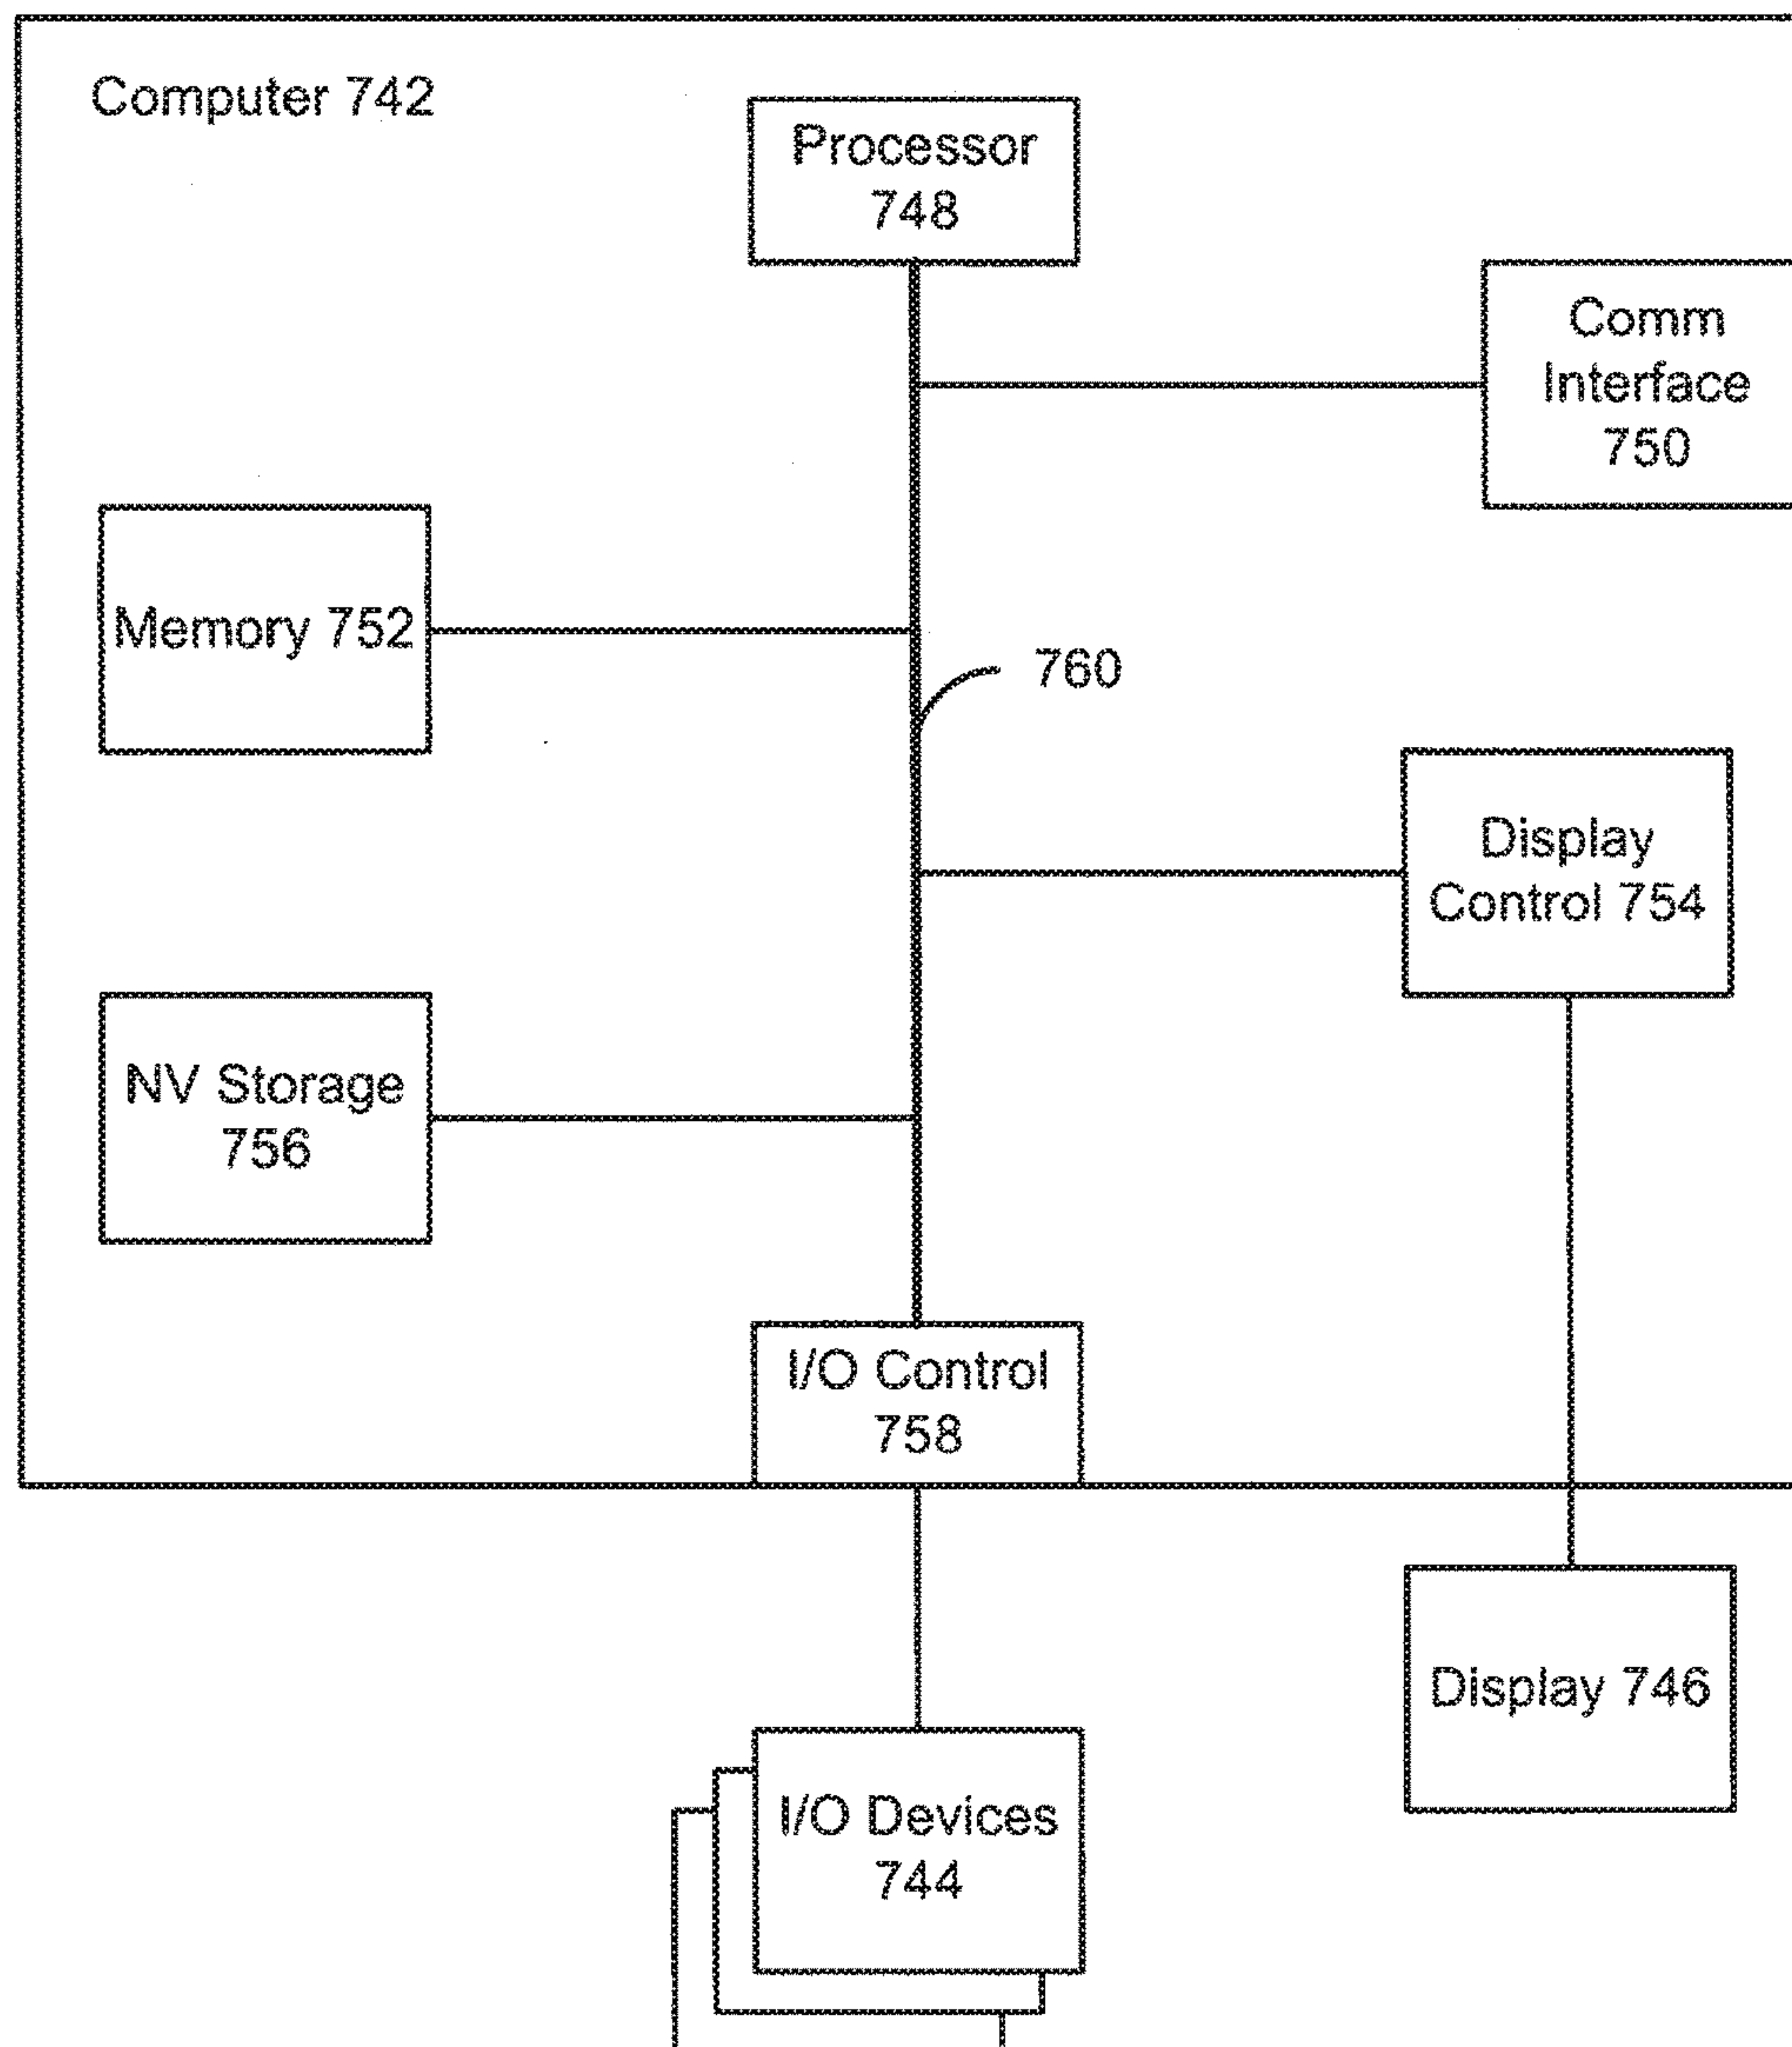 Computer 742
Processor
748
Comm
Interface
750
Memory 752
760
Display
Control 754
NV Storage
756
I/O Control
758
Display 746
I/O Devices
744